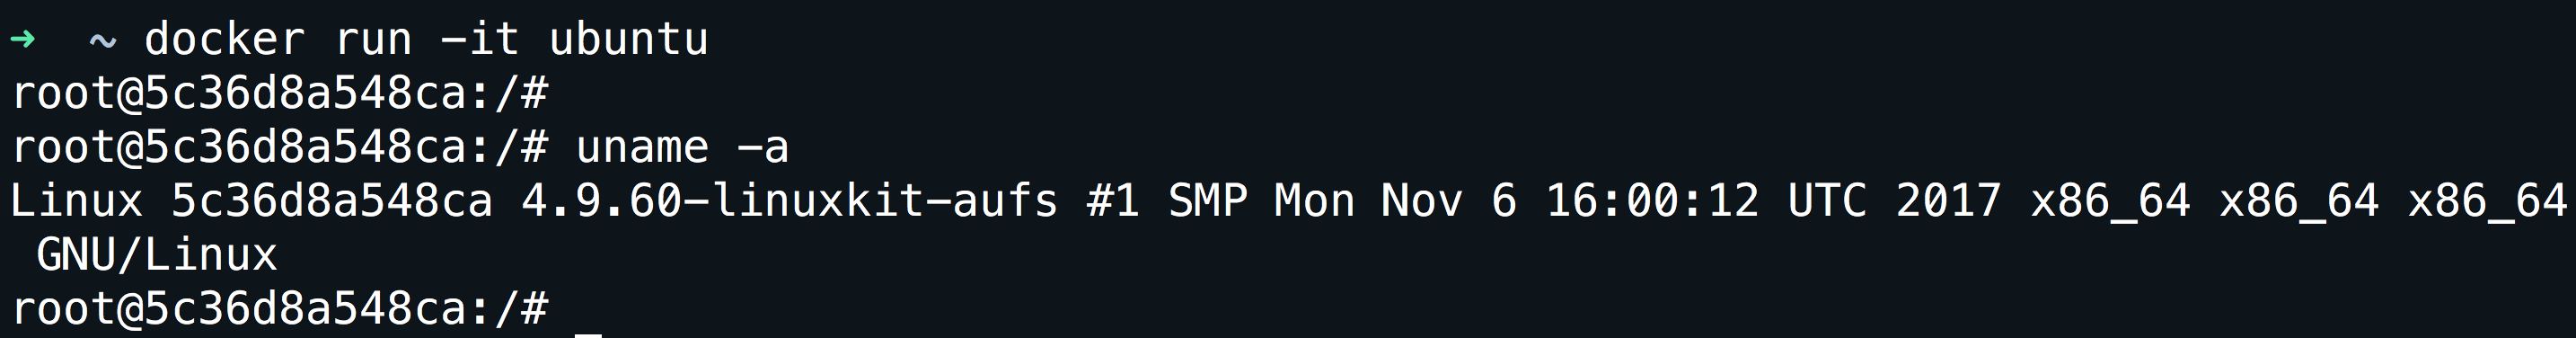 ➜  ~ docker run -it ubuntu
root@5c36d8a548ca:/#
root@5c36d8a548ca:/# uname -a
Linux 5c36d8a548ca 4.9.60-linuxkit-aufs #1 SMP Mon Nov 6 16:00:12 UTC 2017 x86_64 x86_64 x86_64
 GNU/Linux
root@5c36d8a548ca:/#